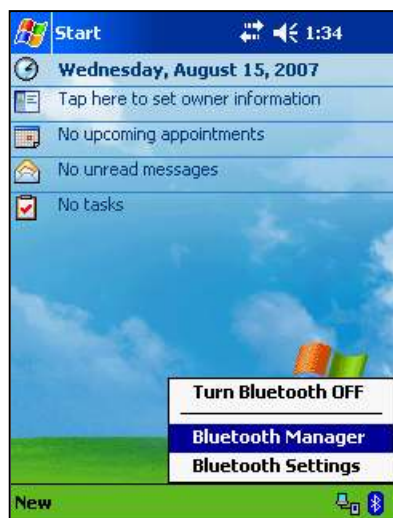 Start 1:34
Wednesday, August 15, 2007
Tap here to set owner information
No upcoming appointments
No unread messages
No tasks
Turn Bluetooth OFF
Bluetooth Manager
Bluetooth Settings
New